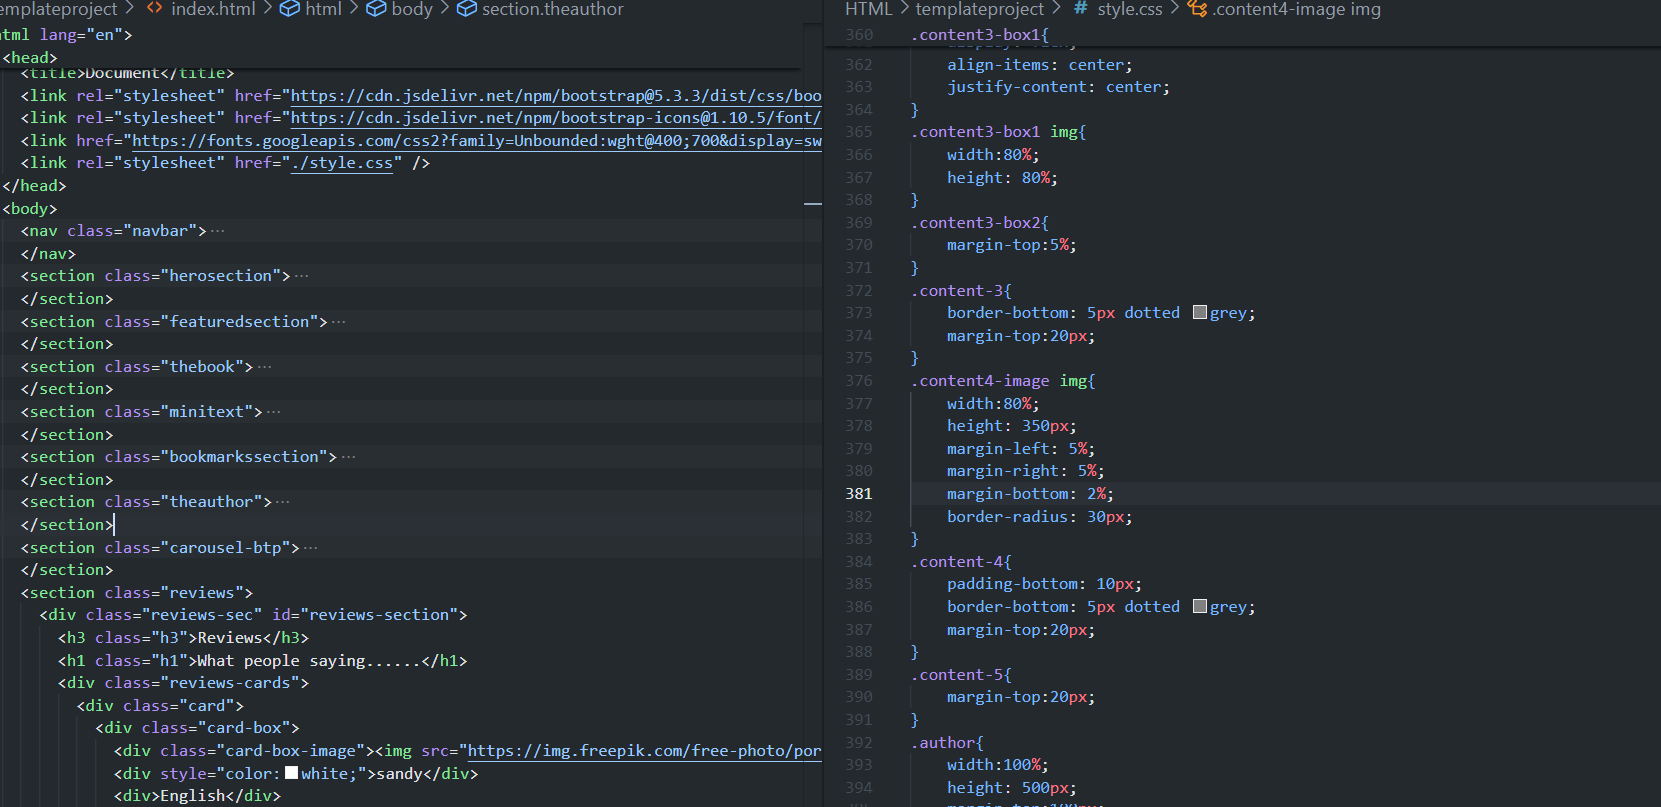 emplateproject > index.html > html > body > section.theauthor
tml lang="en">
<head>
<title>Document</title>
<link rel="stylesheet" href="https://cdn.jsdelivr.net/npm/bootstrap@5.3.3/dist/css/boo
<link rel="stylesheet" href="https://cdn.jsdelivr.net/npm/bootstrap-icons@1.10.5/font/
<link href="https://fonts.googleapis.com/css2?family=Unbounded:wght@400;700&display=sw
<link rel="stylesheet" href="./style.css" />
</head>
<body>
<nav class="navbar">···
</nav>
<section class="herosection">···
</section>
<section class="featuredsection">···
</section>
<section class="thebook">···
</section>
<section class="minitext">···
</section>
<section class="bookmarkssection">···
</section>
<section class="theauthor">···
</section>
<section class="carousel-btp">···
</section>
<section class="reviews">
<div class="reviews-sec" id="reviews-section">
<h3 class="h3">Reviews</h3>
<h1 class="h1">What people saying......</h1>
<div class="reviews-cards">
<div class="card">
<div class="card-box">
<div class="card-box-image"><img src="https://img.freepik.com/free-photo/por
<div style="color:white;">sandy</div>
<div>English</div>
HTML > templateproject > # style.css > .content4-image img
360 .content3-box1{
362 align-items: center;
363 justify-content: center;
364 }
365 .content3-box1 img{
366 width:80%;
367 height: 80%;
368 }
369 .content3-box2{
370 margin-top:5%;
371 }
372 .content-3{
373 border-bottom: 5px dotted grey;
374 margin-top:20px;
375 }
376 .content4-image img{
377 width:80%;
378 height: 350px;
379 margin-left: 5%;
380 margin-right: 5%;
381 margin-bottom: 2%;
382 border-radius: 30px;
383 }
384 .content-4{
385 padding-bottom: 10px;
386 border-bottom: 5px dotted grey;
387 margin-top:20px;
388 }
389 .content-5{
390 margin-top:20px;
391 }
392 .author{
393 width:100%;
394 height: 500px;